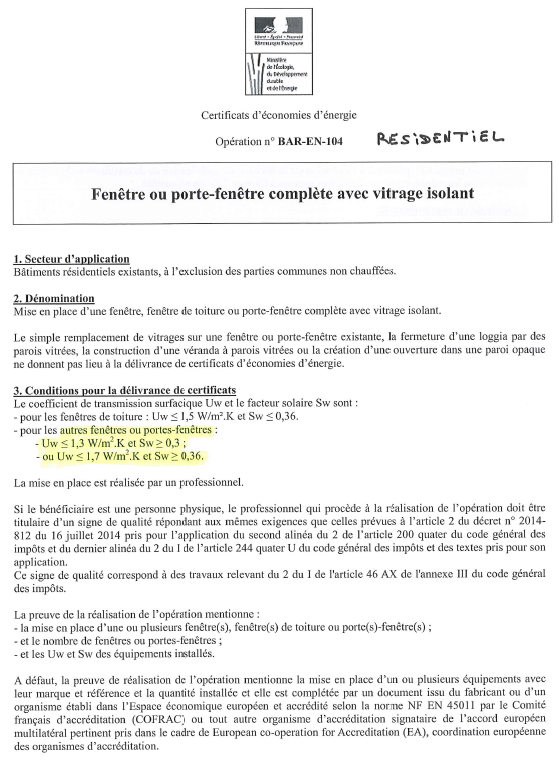 Liberté • Égalité • Fraternité
RÉPUBLIQUE FRANÇAISE
Ministère
de l'Écologie,
du Développement
durable
et de l'Énergie
Certificats d'économies d'énergie
Opération n° BAR-EN-104 RESIDENTIEL
Fenêtre ou porte-fenêtre complète avec vitrage isolant
1. Secteur d'application
Bâtiments résidentiels existants, à l'exclusion des parties communes non chauffées.
2. Dénomination
Mise en place d'une fenêtre, fenêtre de toiture ou porte-fenêtre complète avec vitrage isolant.
Le simple remplacement de vitrages sur une fenêtre ou porte-fenêtre existante, la fermeture d'une loggia par des
parois vitrées, la construction d'une véranda à parois vitrées ou la création d'une ouverture dans une paroi opaque
ne donnent pas lieu à la délivrance de certificats d'économies d'énergie.
3. Conditions pour la délivrance de certificats
Le coefficient de transmission surfacique Uw et le facteur solaire Sw sont :
- pour les fenêtres de toiture : Uw ≤ 1,5 W/m².K et Sw ≤ 0,36.
- pour les autres fenêtres ou portes-fenêtres :
- Uw ≤ 1,3 W/m².K et Sw ≥ 0,3 ;
- ou Uw ≤ 1,7 W/m².K et Sw ≥ 0,36.
La mise en place est réalisée par un professionnel.
Si le bénéficiaire est une personne physique, le professionnel qui procède à la réalisation de l'opération doit être
titulaire d'un signe de qualité répondant aux mêmes exigences que celles prévues à l'article 2 du décret n° 2014-
812 du 16 juillet 2014 pris pour l'application du second alinéa du 2 de l'article 200 quater du code général des
impôts et du dernier alinéa du 2 du I de l'article 244 quater U du code général des impôts et des textes pris pour son
application.
Ce signe de qualité correspond à des travaux relevant du 2 du I de l'article 46 AX de l'annexe III du code général
des impôts.
La preuve de la réalisation de l'opération mentionne :
- la mise en place d'une ou plusieurs fenêtre(s), fenêtre(s) de toiture ou porte(s)-fenêtre(s) ;
- et le nombre de fenêtres ou portes-fenêtres ;
- et les Uw et Sw des équipements installés.
A défaut, la preuve de réalisation de l'opération mentionne la mise en place d'un ou plusieurs équipements avec
leur marque et référence et la quantité installée et elle est complétée par un document issu du fabricant ou d'un
organisme établi dans l'Espace économique européen et accrédité selon la norme NF EN 45011 par le Comité
français d'accréditation (COFRAC) ou tout autre organisme d'accréditation signataire de l'accord européen
multilatéral pertinent pris dans le cadre de European co-operation for Accreditation (EA), coordination européenne
des organismes d'accréditation.